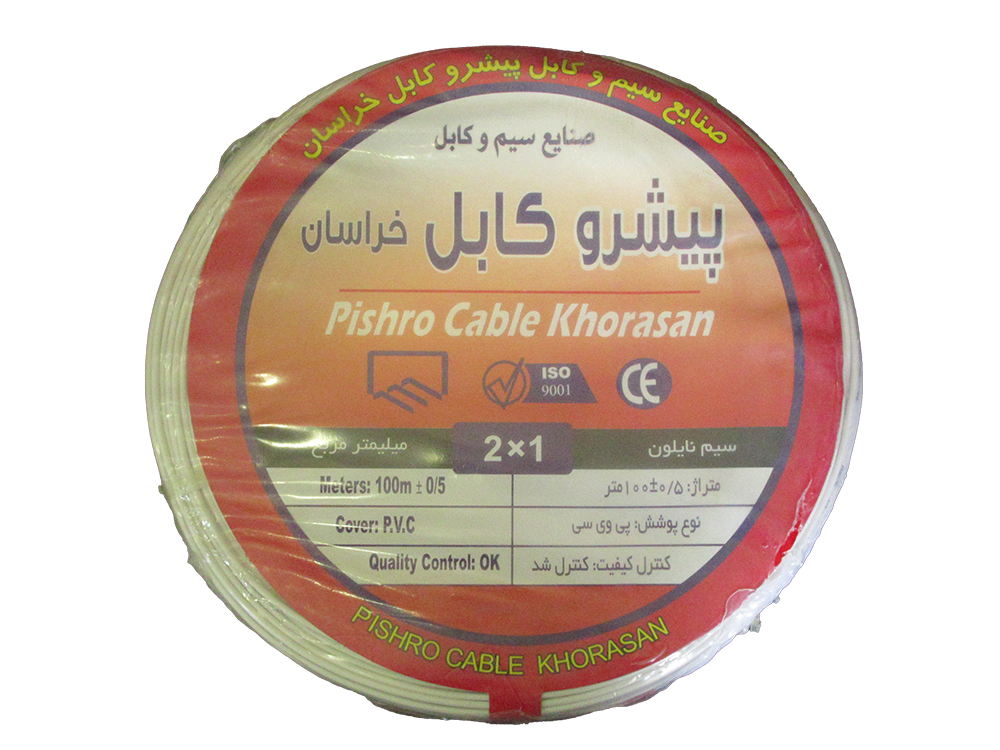 صنایع سیم و کابل پیشرو کابل خراسان
صنایع سیم و کابل
پیشرو کابل خراسان
Pishro Cable Khorasan
ISO
9001
CE
سیم نایلون 2×1 میلیمتر مربع
متراژ: ۱۰۰±۰/۵متر
Meters: 100m ± 0/5
نوع پوشش: پی وی سی
Cover: P.V.C
کنترل کیفیت: کنترل شد
Quality Control: OK
PISHRO CABLE KHORASAN